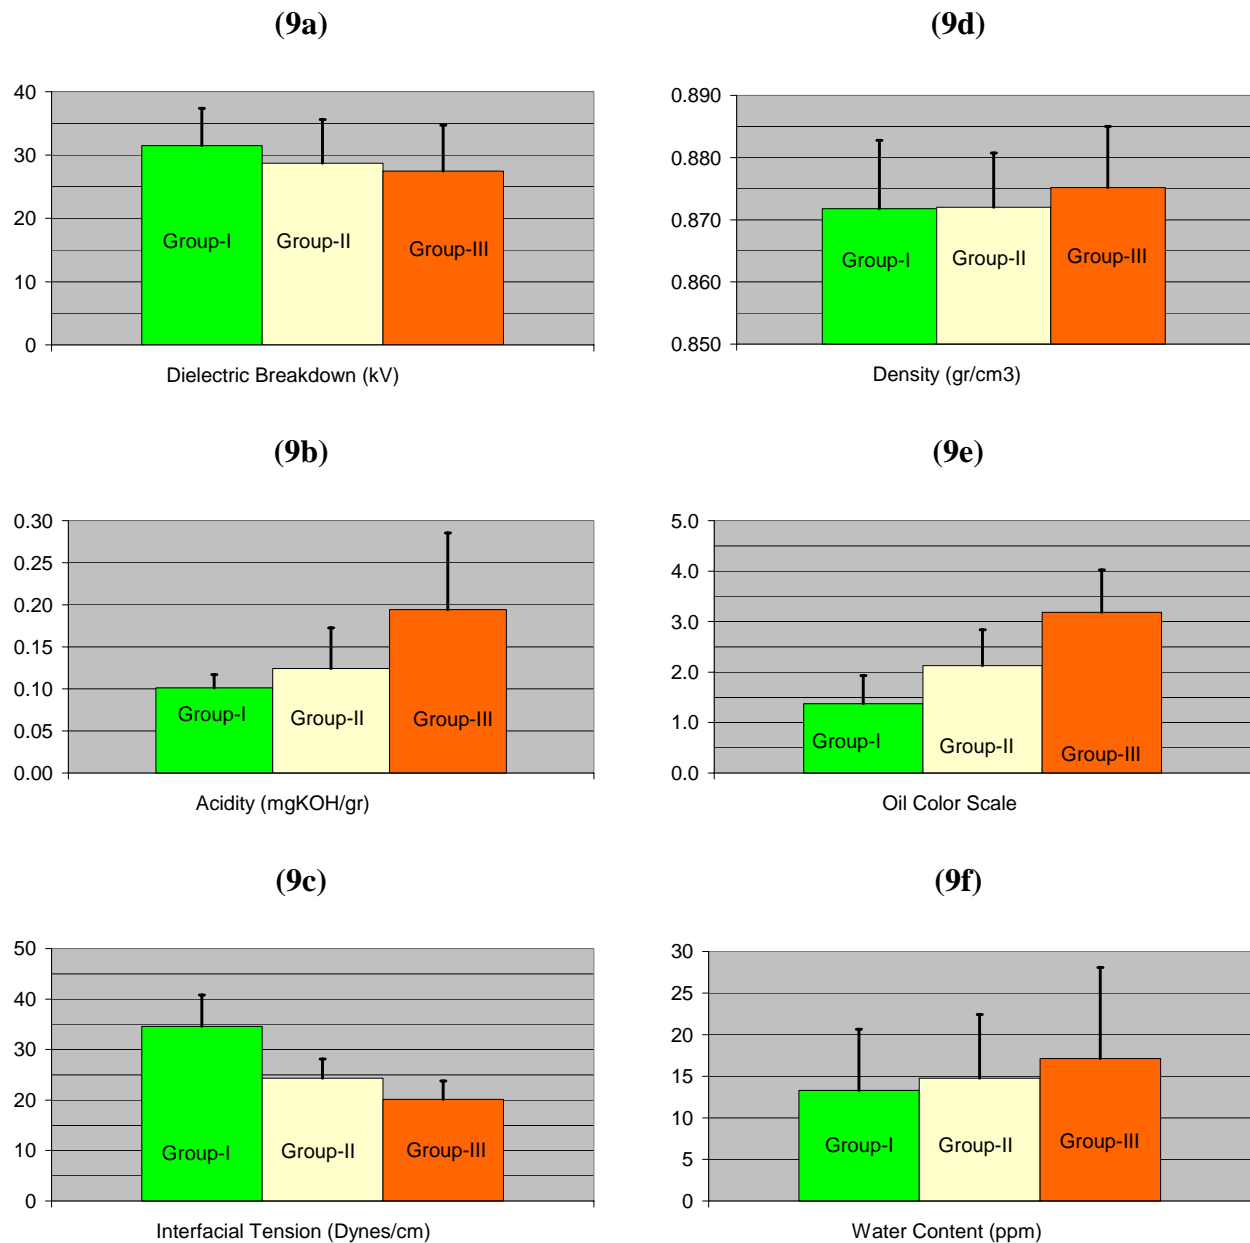 (9a)
40
30
20
10
0
Group-I
Group-II
Group-III
Dielectric Breakdown (kV)
(9d)
0.890
0.880
0.870
0.860
0.850
Group-I
Group-II
Group-III
Density (gr/cm3)
(9b)
0.30
0.25
0.20
0.15
0.10
0.05
0.00
Group-I
Group-II
Group-III
Acidity (mgKOH/gr)
(9e)
5.0
4.0
3.0
2.0
1.0
0.0
Group-I
Group-II
Group-III
Oil Color Scale
(9c)
50
40
30
20
10
0
Group-I
Group-II
Group-III
Interfacial Tension (Dynes/cm)
(9f)
30
25
20
15
10
5
0
Group-I
Group-II
Group-III
Water Content (ppm)